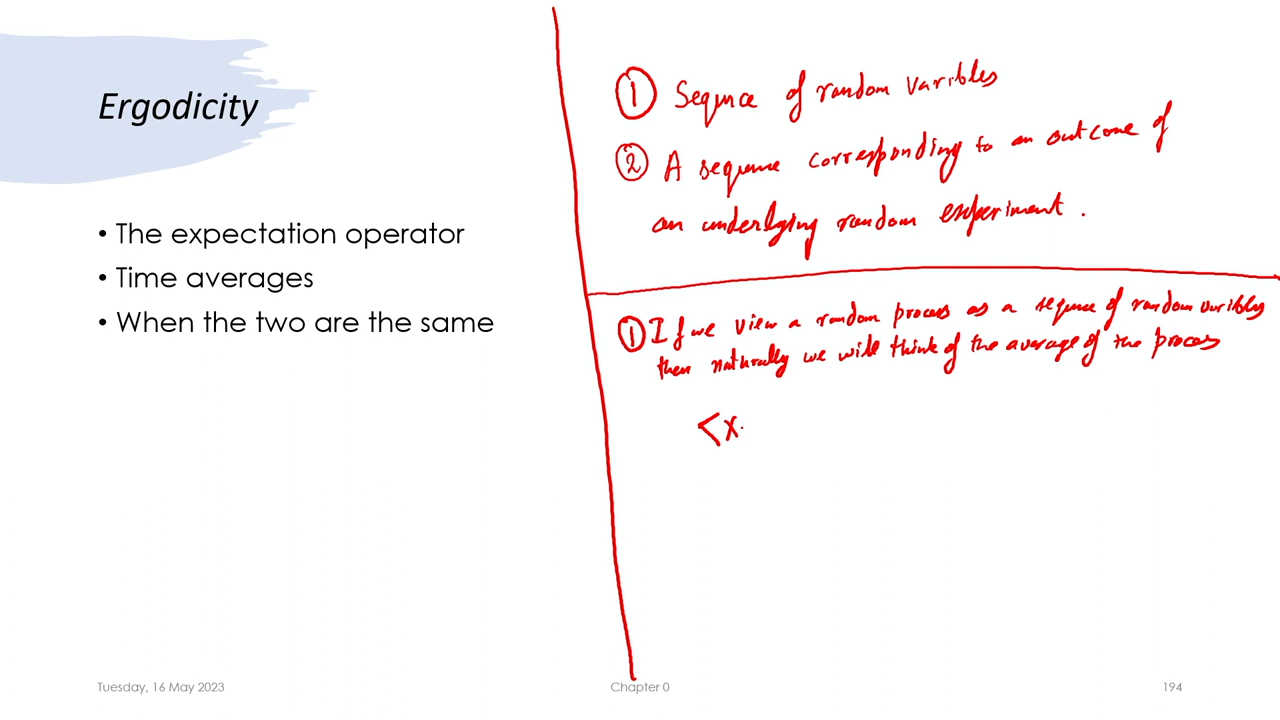 Ergodicity
• The expectation operator
• Time averages
• When the two are the same
① Sequnce of random varibles
② A sequence corresponding to an outcome of
an underlying random experiment.
① If we view a random process as a sequence of random varibles
then naturally we will think of the average of the process
<x.
Tuesday, 16 May 2023
Chapter 0
194